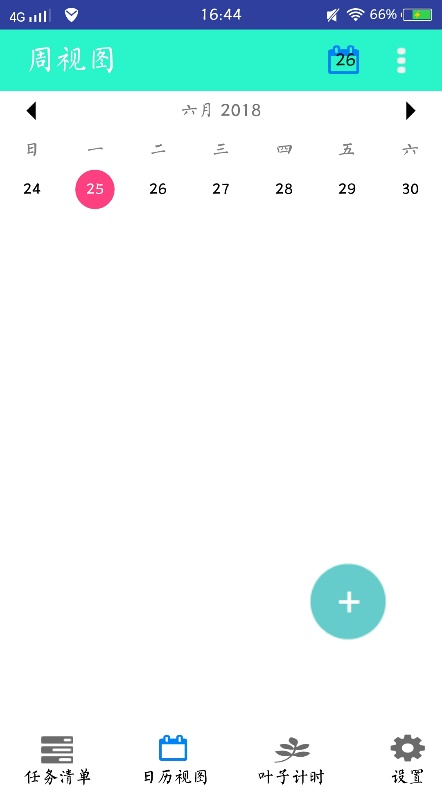 4G 16:44 66%
周视图 26
六月 2018
日 一 二 三 四 五 六
24 25 26 27 28 29 30
+
任务清单 日历视图 叶子计时 设置